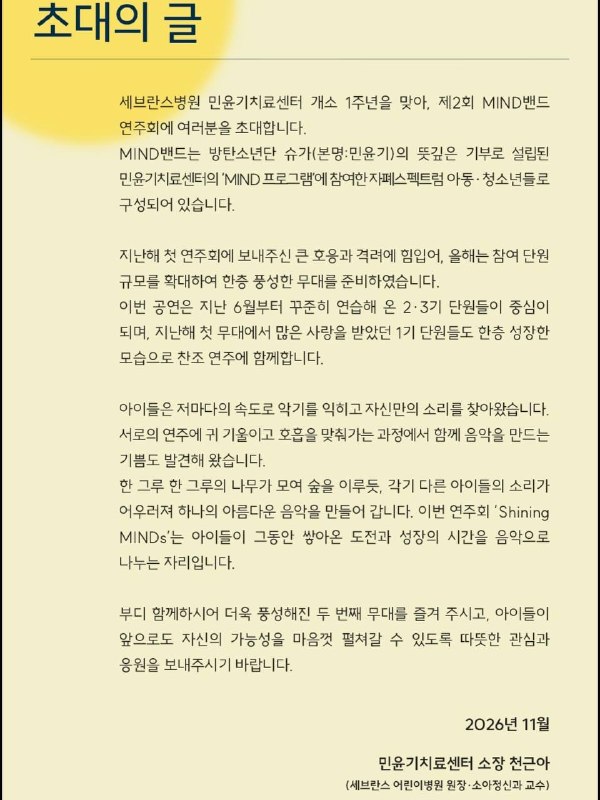 초대의 글
세브란스병원 민윤기치료센터 개소 1주년을 맞아, 제2회 MIND밴드
연주회에 여러분을 초대합니다.
MIND밴드는 방탄소년단 슈가(본명:민윤기)의 뜻깊은 기부로 설립된
민윤기치료센터의 'MIND 프로그램'에 참여한 자폐스펙트럼 아동·청소년들로
구성되어 있습니다.
지난해 첫 연주회에 보내주신 큰 호응과 격려에 힘입어, 올해는 참여 단원
규모를 확대하여 한층 풍성한 무대를 준비하였습니다.
이번 공연은 지난 6월부터 꾸준히 연습해 온 2·3기 단원들이 중심이
되며, 지난해 첫 무대에서 많은 사랑을 받았던 1기 단원들도 한층 성장한
모습으로 찬조 연주에 함께합니다.
아이들은 저마다의 속도로 악기를 익히고 자신만의 소리를 찾아왔습니다.
서로의 연주에 귀 기울이고 호흡을 맞춰가는 과정에서 함께 음악을 만드는
기쁨도 발견해 왔습니다.
한 그루 한 그루의 나무가 모여 숲을 이루듯, 각기 다른 아이들의 소리가
어우러져 하나의 아름다운 음악을 만들어 갑니다. 이번 연주회 'Shining
MINDs'는 아이들이 그동안 쌓아온 도전과 성장의 시간을 음악으로
나누는 자리입니다.
부디 함께하시어 더욱 풍성해진 두 번째 무대를 즐겨 주시고, 아이들이
앞으로도 자신의 가능성을 마음껏 펼쳐갈 수 있도록 따뜻한 관심과
응원을 보내주시기 바랍니다.
2026년 11월
민윤기치료센터 소장 천근아
(세브란스 어린이병원 원장·소아정신과 교수)